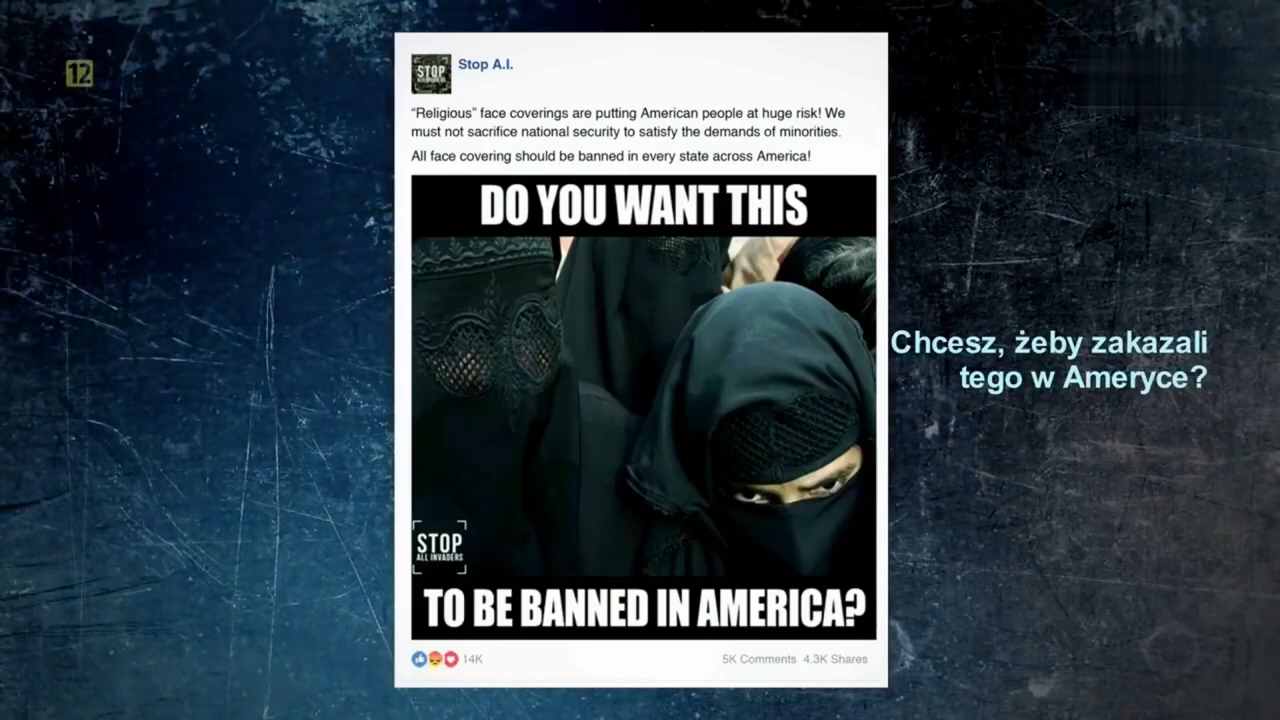 12
STOP
Stop A.I.
“Religious” face coverings are putting American people at huge risk! We
must not sacrifice national security to satisfy the demands of minorities.
All face covering should be banned in every state across America!
DO YOU WANT THIS
Chcesz, żeby zakazali
tego w Ameryce?
STOP
ALL INVADERS
TO BE BANNED IN AMERICA?
14K
5K Comments 4.3K Shares